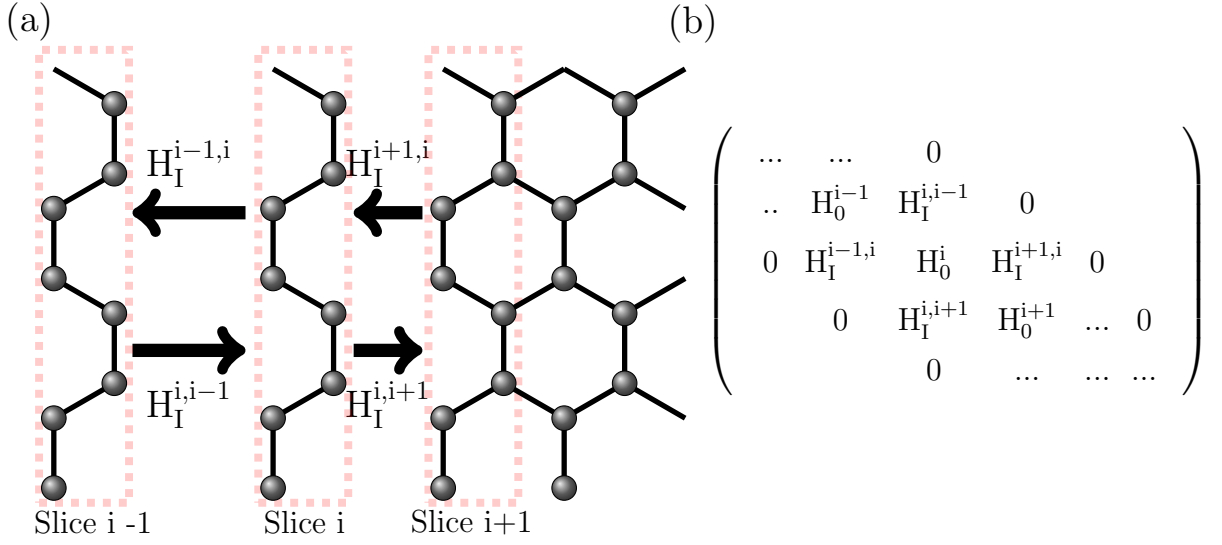 (a)
(b)
H_I^{i-1,i}
H_I^{i+1,i}
H_I^{i,i-1}
H_I^{i,i+1}
Slice i -1
Slice i
Slice i+1
... ... 0
.. H_0^{i-1} H_I^{i,i-1} 0
0 H_I^{i-1,i} H_0^i H_I^{i+1,i} 0
0 H_I^{i,i+1} H_0^{i+1} ... 0
0 ... ... ...